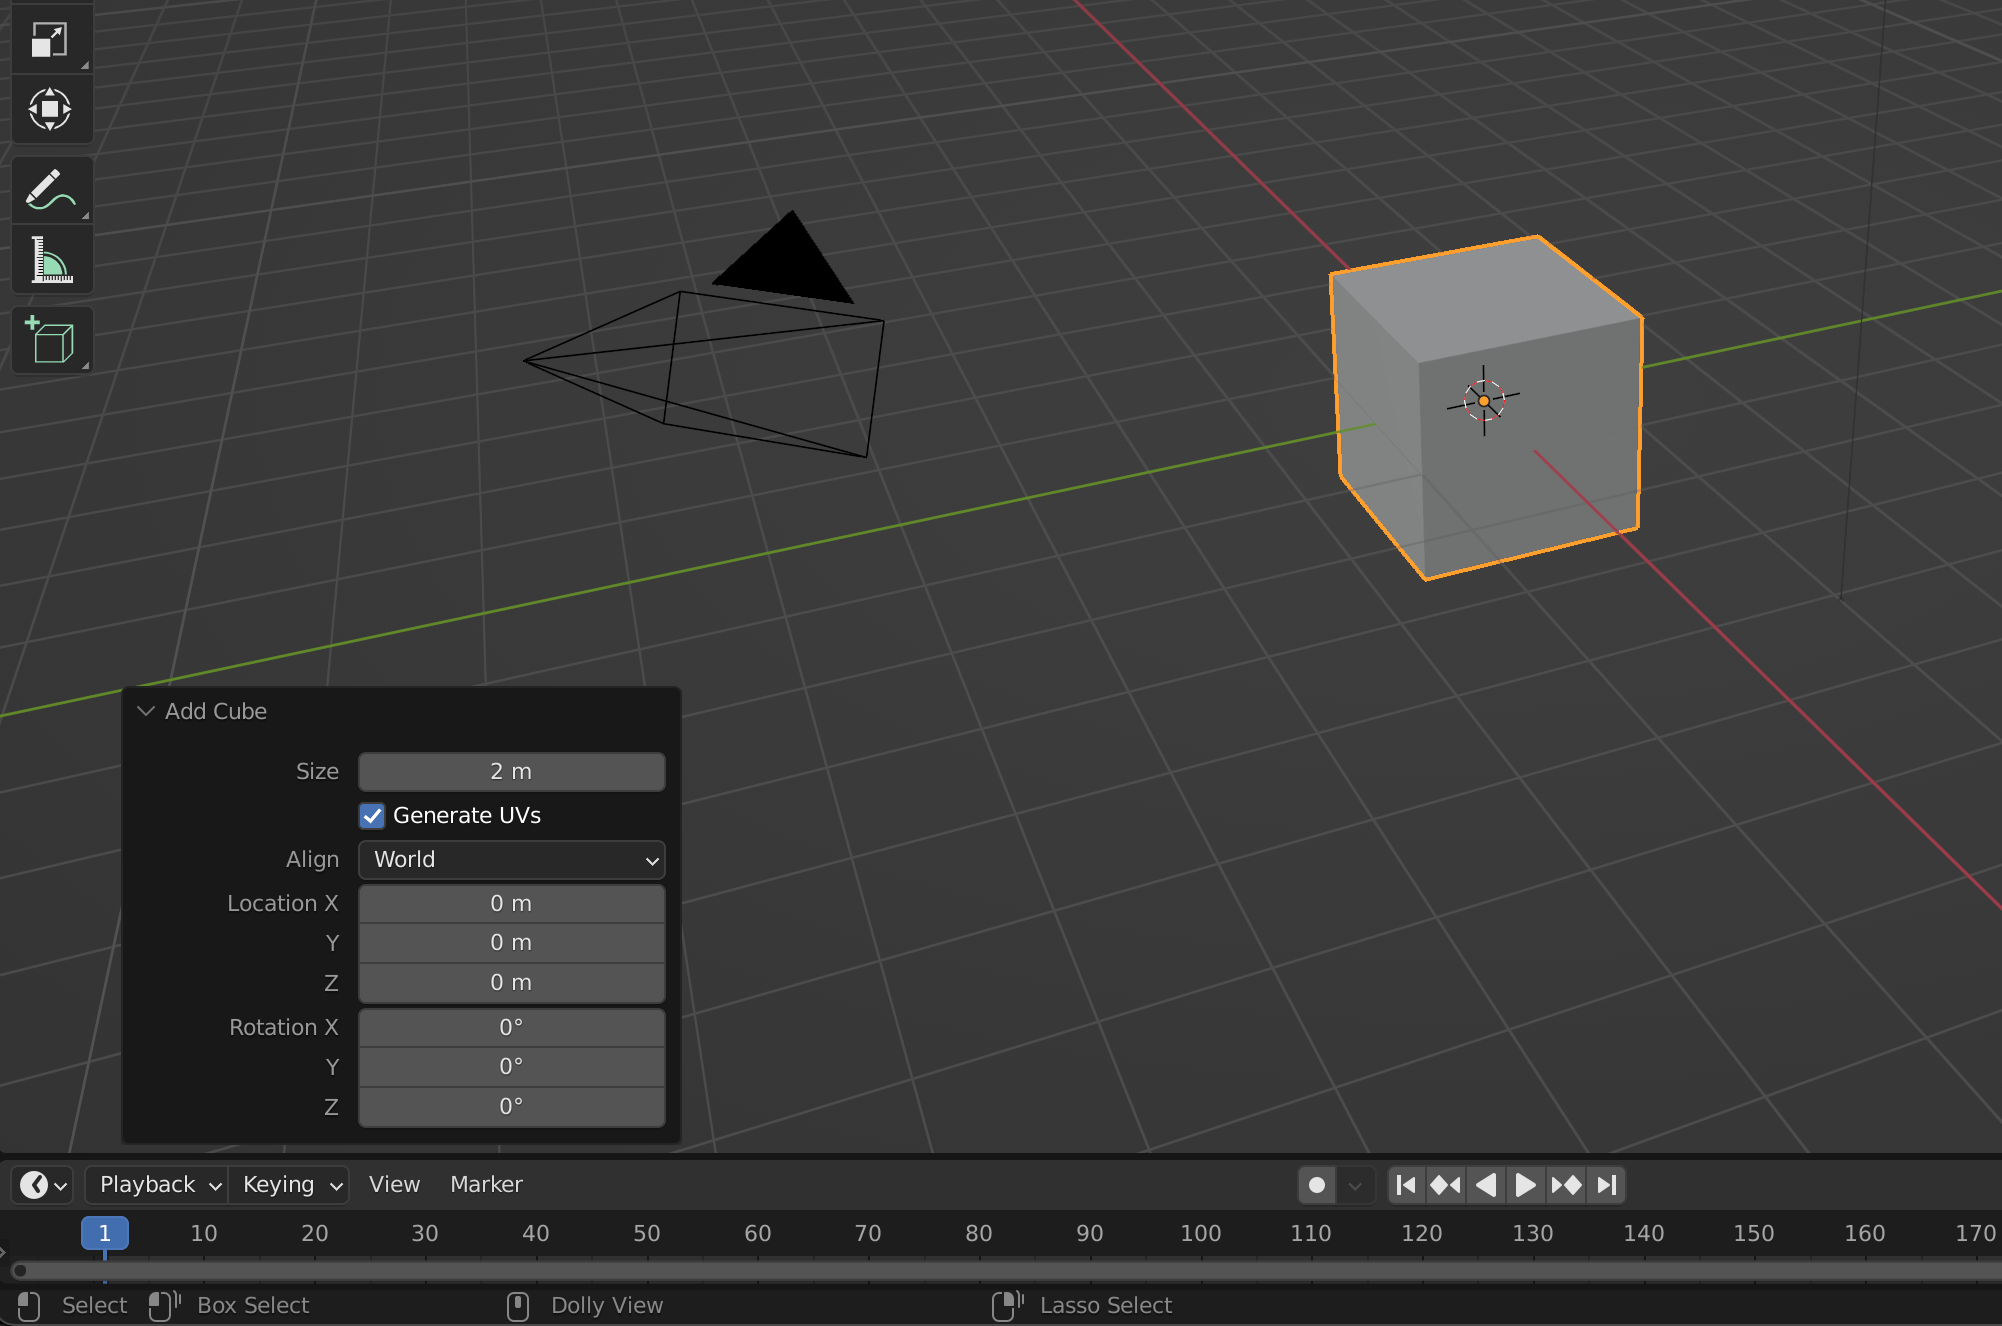 Add Cube
Size 2 m
Generate UVs
Align World
Location X 0 m
Y 0 m
Z 0 m
Rotation X 0°
Y 0°
Z 0°
Playback Keying View Marker
1 10 20 30 40 50 60 70 80 90 100 110 120 130 140 150 160 170
Select Box Select Dolly View Lasso Select